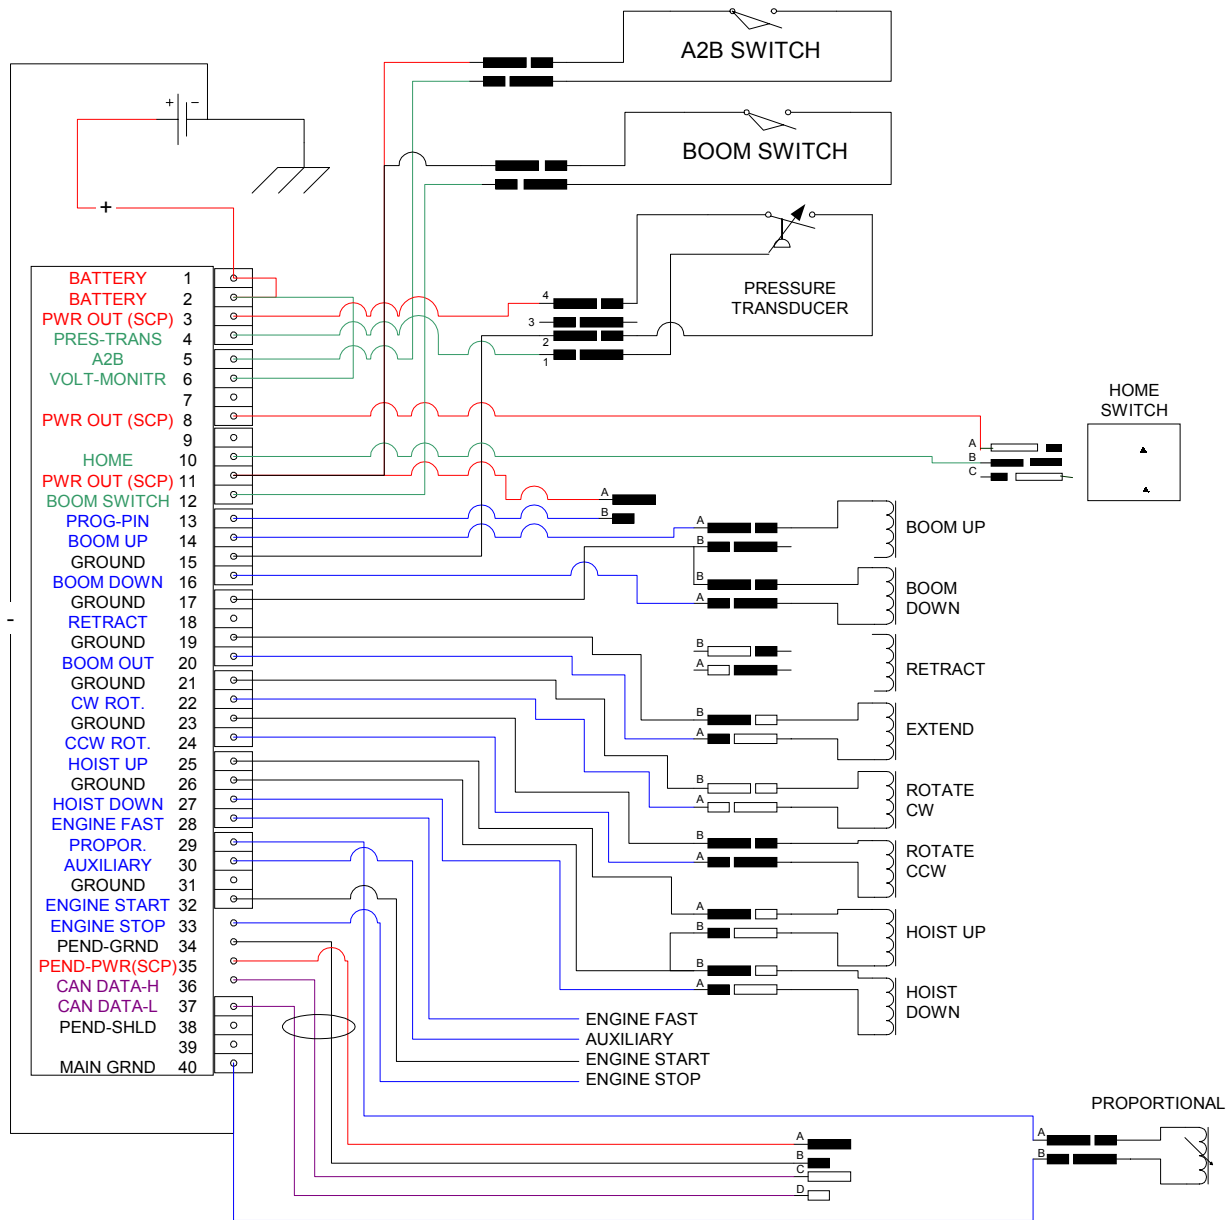 A2B SWITCH
+ −
BOOM SWITCH
+
PRESSURE
TRANSDUCER
4
3
2
1
BATTERY 1
BATTERY 2
PWR OUT (SCP) 3
PRES-TRANS 4
A2B 5
VOLT-MONITR 6
7
PWR OUT (SCP) 8
9
HOME 10
PWR OUT (SCP) 11
BOOM SWITCH 12
PROG-PIN 13
BOOM UP 14
GROUND 15
BOOM DOWN 16
GROUND 17
RETRACT 18
GROUND 19
BOOM OUT 20
GROUND 21
CW ROT. 22
GROUND 23
CCW ROT. 24
HOIST UP 25
GROUND 26
HOIST DOWN 27
ENGINE FAST 28
PROPOR. 29
AUXILIARY 30
GROUND 31
ENGINE START 32
ENGINE STOP 33
PEND-GRND 34
PEND-PWR(SCP) 35
CAN DATA-H 36
CAN DATA-L 37
PEND-SHLD 38
39
MAIN GRND 40
-
HOME
SWITCH
A
B
C
A
B
A
B
BOOM UP
B
A
BOOM
DOWN
B
A
RETRACT
B
A
EXTEND
B
A
ROTATE
CW
B
A
ROTATE
CCW
A
B
HOIST UP
B
A
HOIST
DOWN
ENGINE FAST
AUXILIARY
ENGINE START
ENGINE STOP
PROPORTIONAL
A
B
A
B
C
D